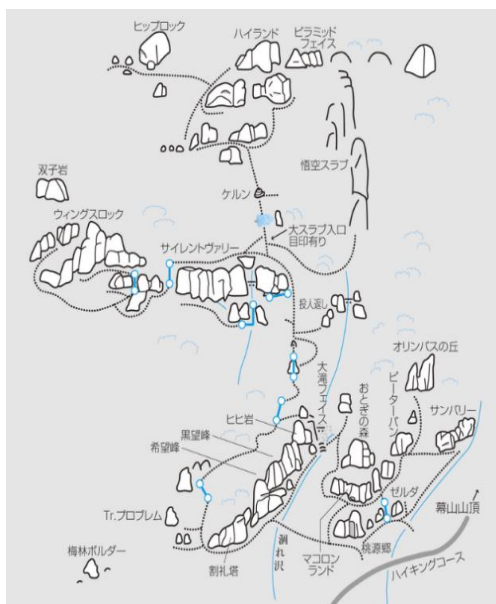 ヒップロック
ハイランド
ピラミッド
フェイス
悟空スラブ
双子岩
ケルン
ウィングスロック
大スラブ入口
目印有り
サイレントヴァリー
投人返し
オリンパスの丘
大滝フェイス
おとぎの森
ピーターパン
サンバリー
ヒヒ岩
黒望峰
希望峰
ゼルダ
幕山山頂
Tr.プロブレム
涸れ沢
マコロン
ランド
桃源郷
梅林ボルダー
割礼塔
ハイキングコース